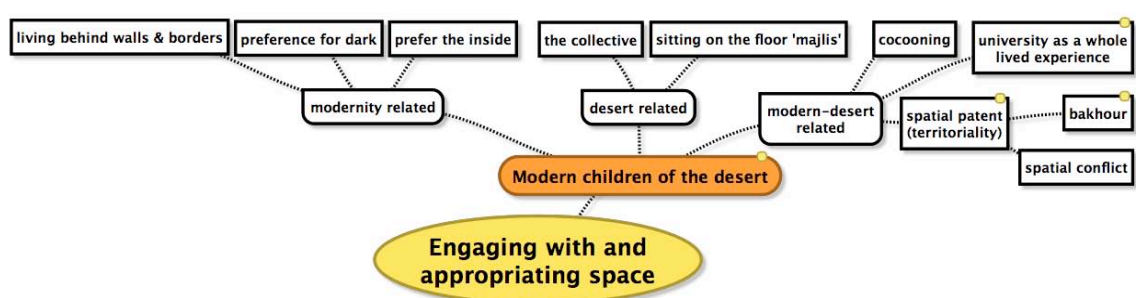 living behind walls & borders
preference for dark
prefer the inside
the collective
sitting on the floor 'majlis'
cocooning
university as a whole
lived experience
modernity related
desert related
modern-desert
related
spatial patent
(territoriality)
bakhour
spatial conflict
Modern children of the desert
Engaging with and
appropriating space